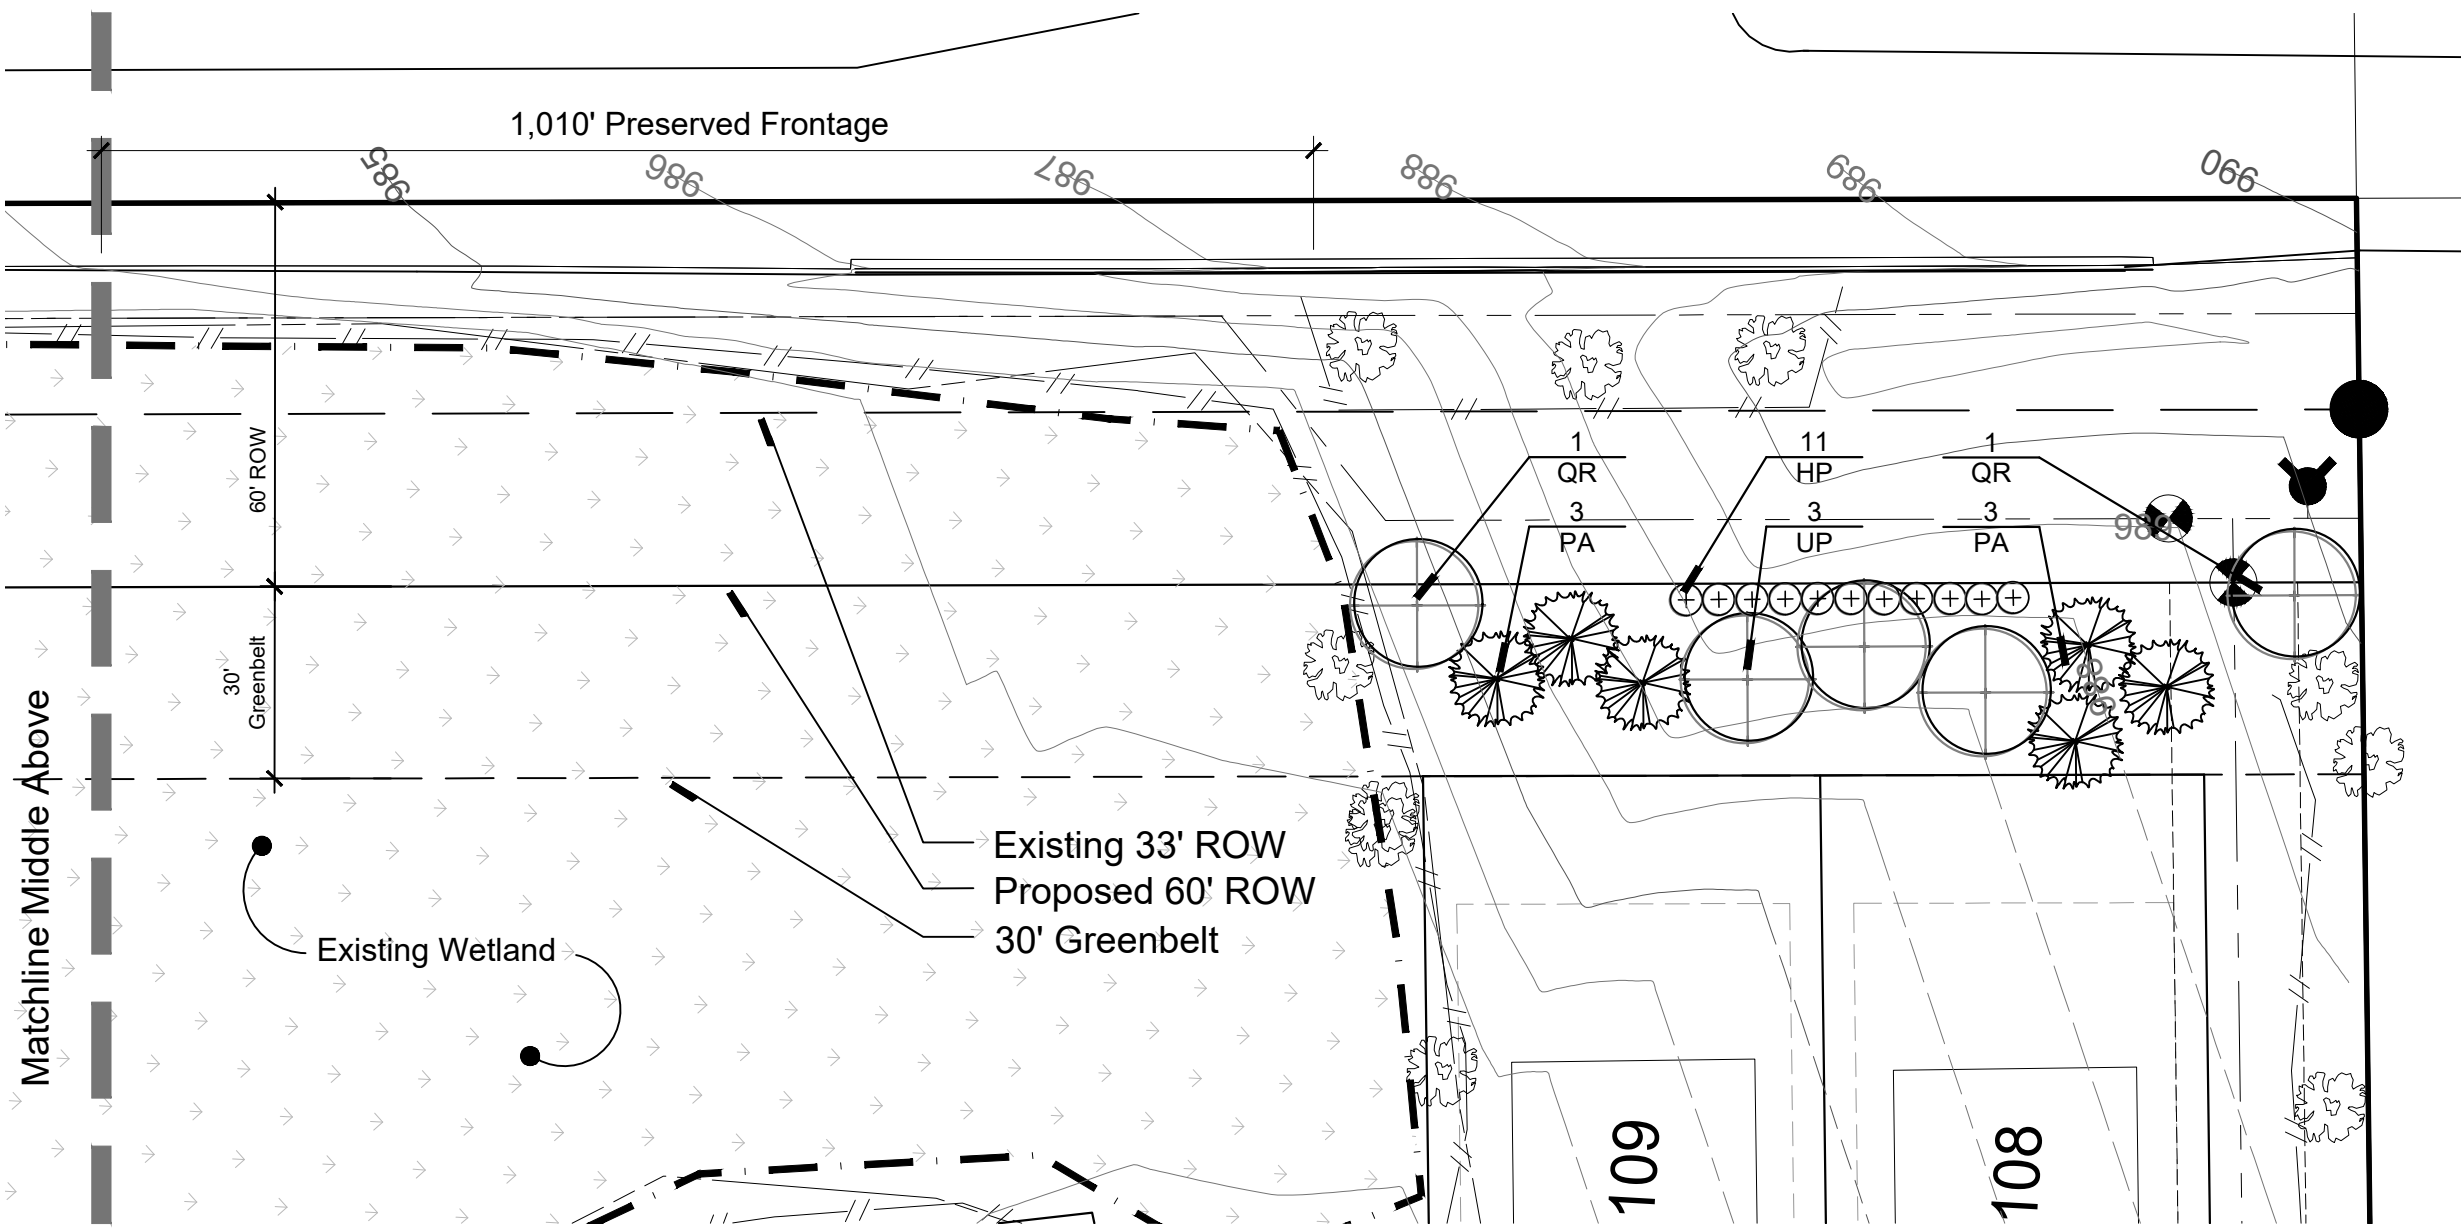 1,010' Preserved Frontage
985
986
987
988
989
990
1
QR
11
HP
1
QR
3
PA
3
UP
3
PA
989
60' ROW
30'
Greenbelt
989
Matchline Middle Above
Existing 33' ROW
Proposed 60' ROW
30' Greenbelt
Existing Wetland
109
108